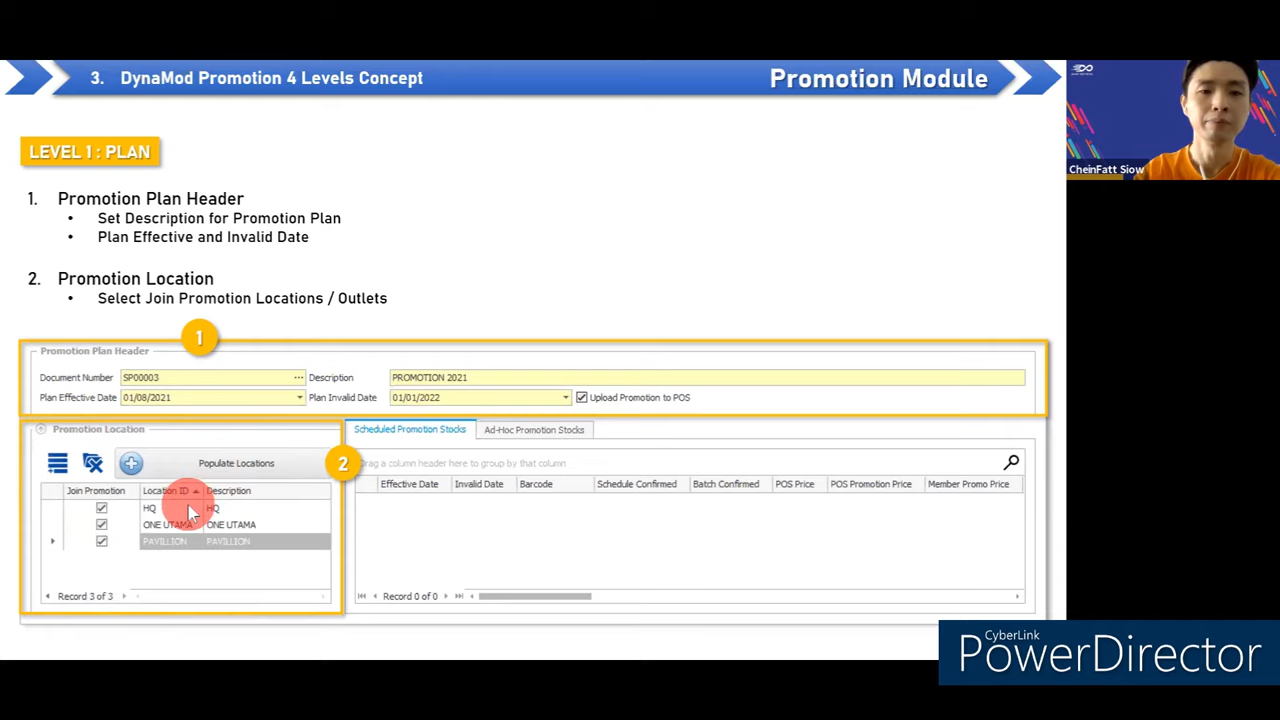 3. DynaMod Promotion 4 Levels Concept
Promotion Module
CheinFatt Siow
LEVEL 1 : PLAN
1. Promotion Plan Header
• Set Description for Promotion Plan
• Plan Effective and Invalid Date
2. Promotion Location
• Select Join Promotion Locations / Outlets
1
Promotion Plan Header
Document Number SP00003 ··· Description PROMOTION 2021
Plan Effective Date 01/08/2021 Plan Invalid Date 01/01/2022 Upload Promotion to POS
Promotion Location
Populate Locations
2
Join Promotion Location ID Description
HQ HQ
ONE UTAMA ONE UTAMA
PAVILLION PAVILLION
Record 3 of 3
Scheduled Promotion Stocks Ad-Hoc Promotion Stocks
Drag a column header here to group by that column
Effective Date Invalid Date Barcode Schedule Confirmed Batch Confirmed POS Price POS Promotion Price Member Promo Price
Record 0 of 0
CyberLink
PowerDirector